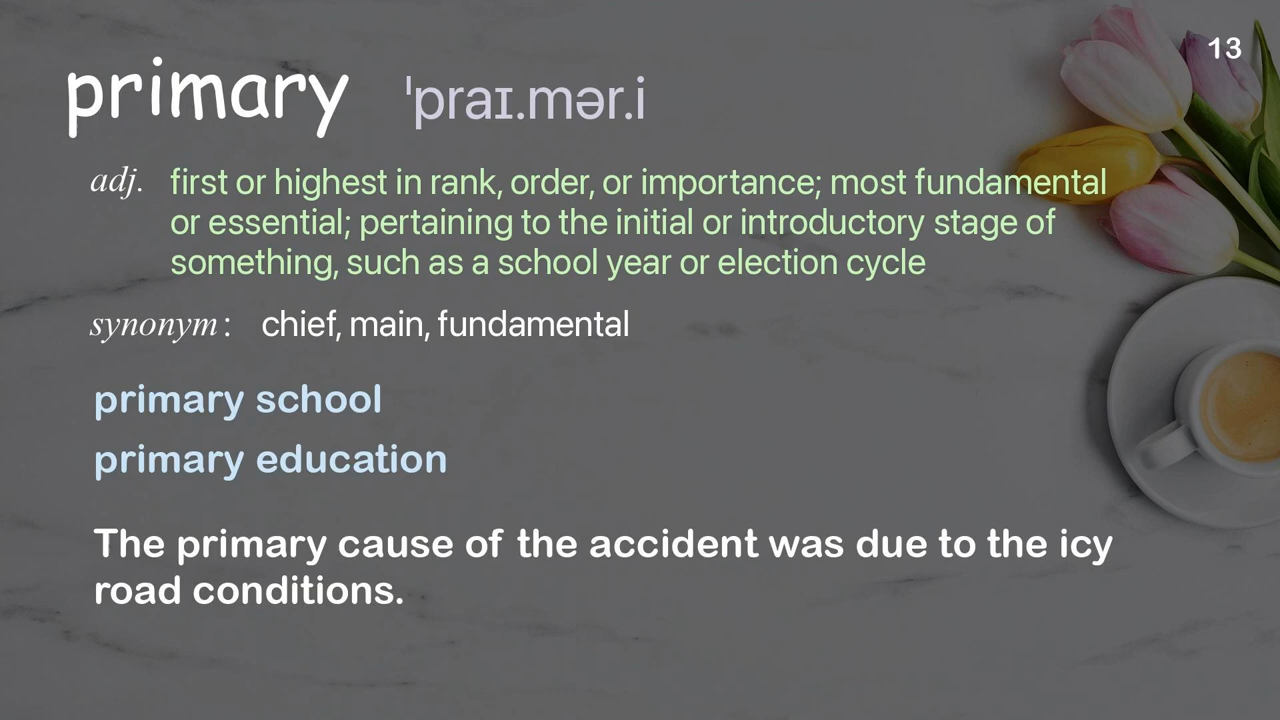 13
primary ˈpraɪ.mər.i
adj. first or highest in rank, order, or importance; most fundamental
or essential; pertaining to the initial or introductory stage of
something, such as a school year or election cycle
synonym: chief, main, fundamental
primary school
primary education
The primary cause of the accident was due to the icy
road conditions.